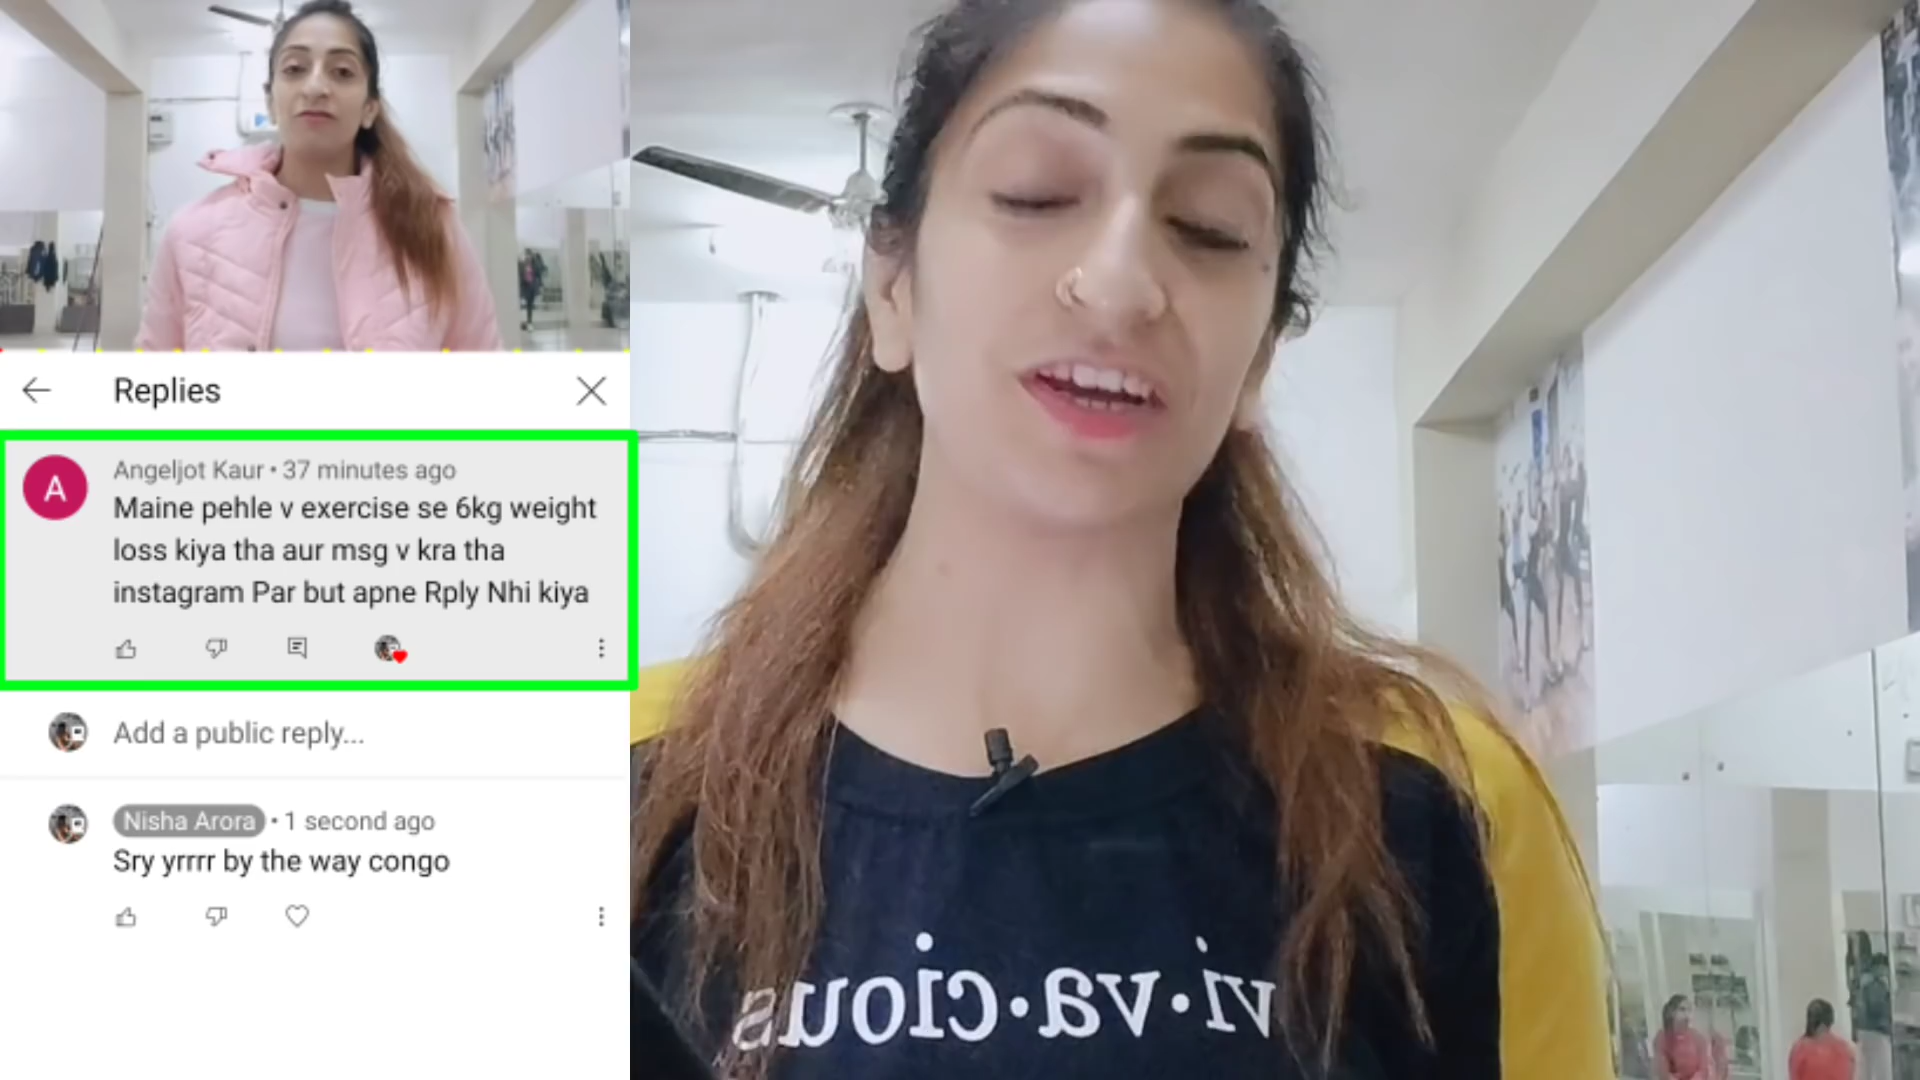 Replies
A
Angeljot Kaur • 37 minutes ago
Maine pehle v exercise se 6kg weight
loss kiya tha aur msg v kra tha
instagram Par but apne Rply Nhi kiya
Add a public reply...
Nisha Arora • 1 second ago
Sry yrrrr by the way congo
vi·va·cious